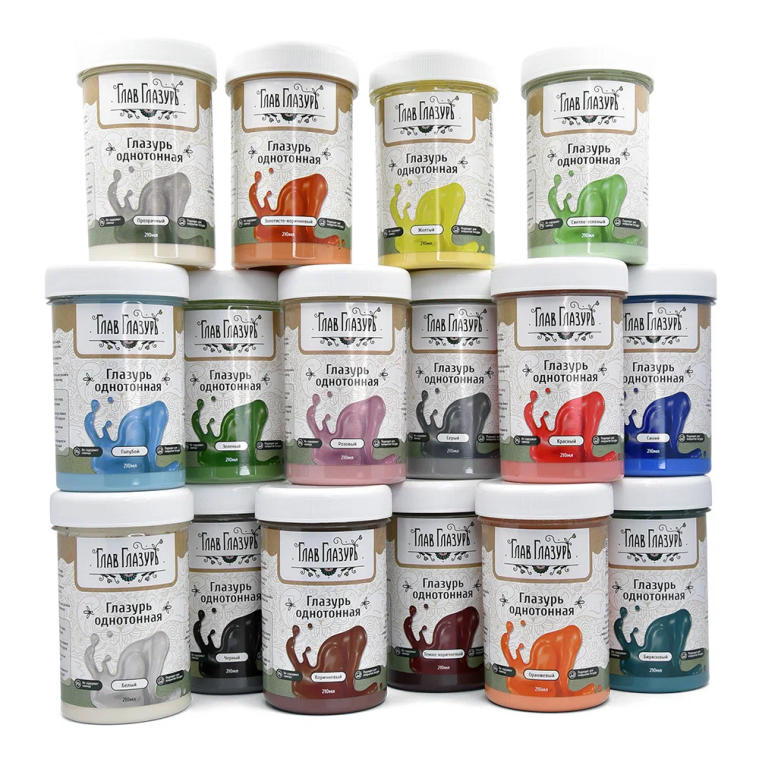 Глав Глазурь
Глазурь
однотонная
Прозрачный
210мл
Глав Глазурь
Глазурь
однотонная
Золотисто-коричневый
210мл
Глав Глазурь
Глазурь
однотонная
Желтый
210мл
Глав Глазурь
Глазурь
однотонная
Светло-зеленый
210мл
Глав Глазурь
Глазурь
однотонная
Голубой
210мл
Глав Глазурь
Глазурь
однотонная
Зеленый
210мл
Глав Глазурь
Глазурь
однотонная
Розовый
210мл
Глав Глазурь
Глазурь
однотонная
Серый
210мл
Глав Глазурь
Глазурь
однотонная
Красный
210мл
Глав Глазурь
Глазурь
однотонная
Синий
210мл
Глав Глазурь
Глазурь
однотонная
Белый
210мл
Глав Глазурь
Глазурь
однотонная
Черный
210мл
Глав Глазурь
Глазурь
однотонная
Коричневый
210мл
Глав Глазурь
Глазурь
однотонная
Темно-коричневый
210мл
Глав Глазурь
Глазурь
однотонная
Оранжевый
210мл
Глав Глазурь
Глазурь
однотонная
Бирюзовый
210мл